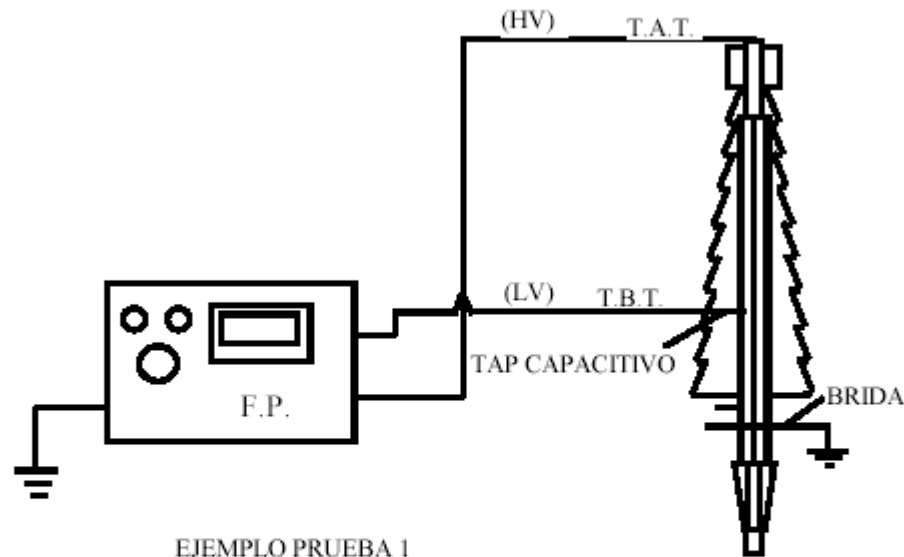 (HV) T.A.T.
(LV) T.B.T.
TAP CAPACITIVO
BRIDA
F.P.
EJEMPLO PRUEBA 1